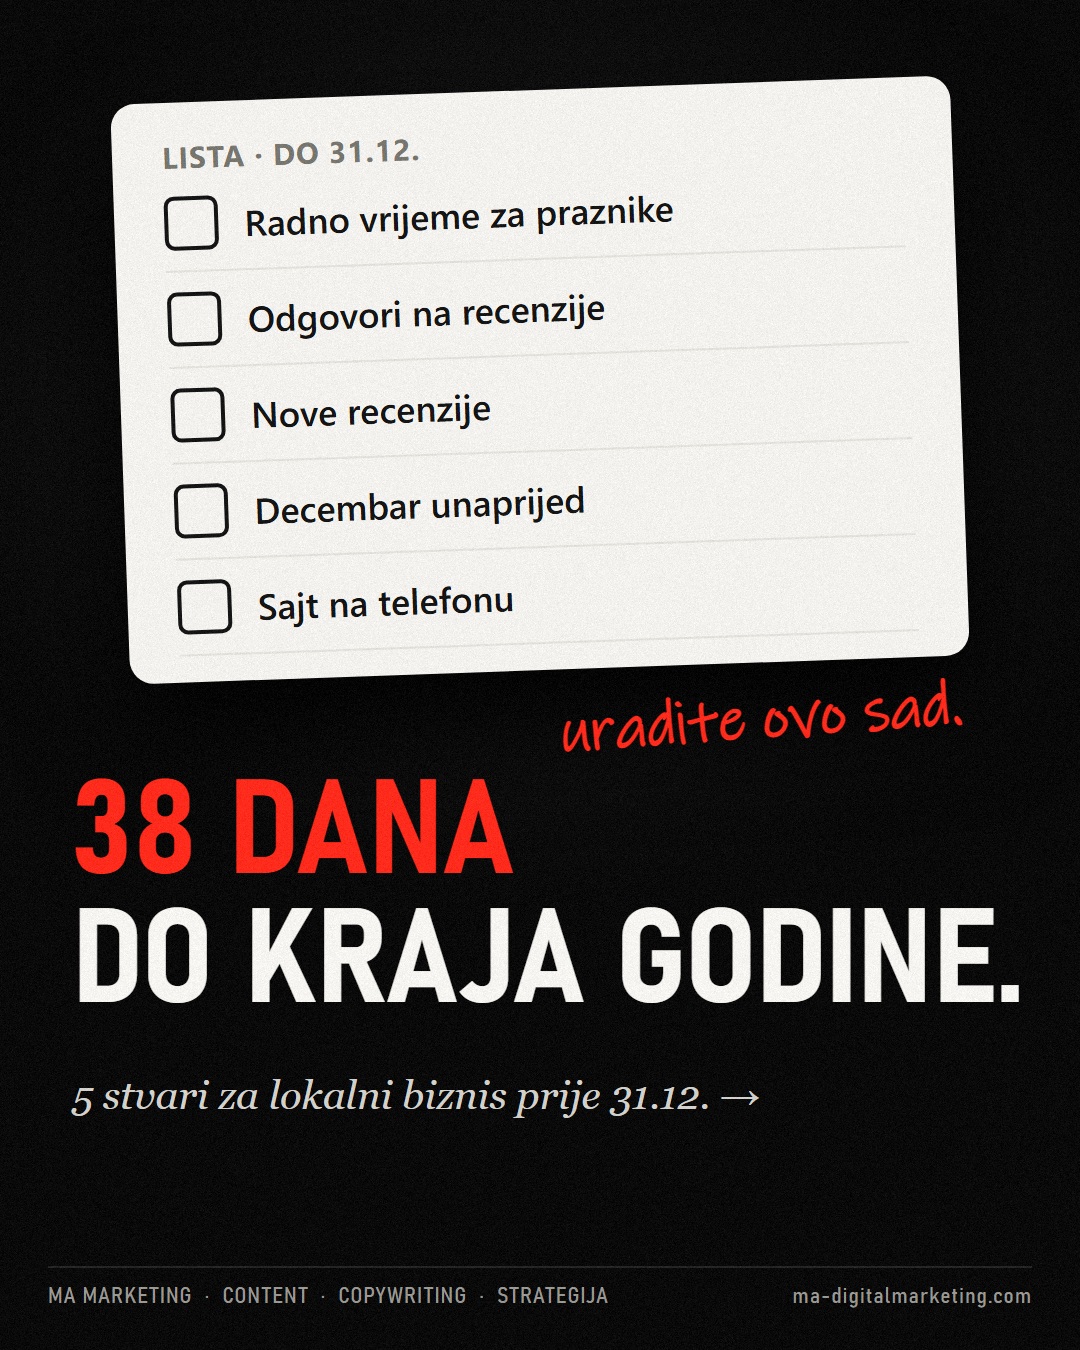 LISTA · DO 31.12.
Radno vrijeme za praznike
Odgovori na recenzije
Nove recenzije
Decembar unaprijed
Sajt na telefonu
uradite ovo sad.
38 DANA
DO KRAJA GODINE.
5 stvari za lokalni biznis prije 31.12. →
MA MARKETING · CONTENT · COPYWRITING · STRATEGIJA
ma-digitalmarketing.com